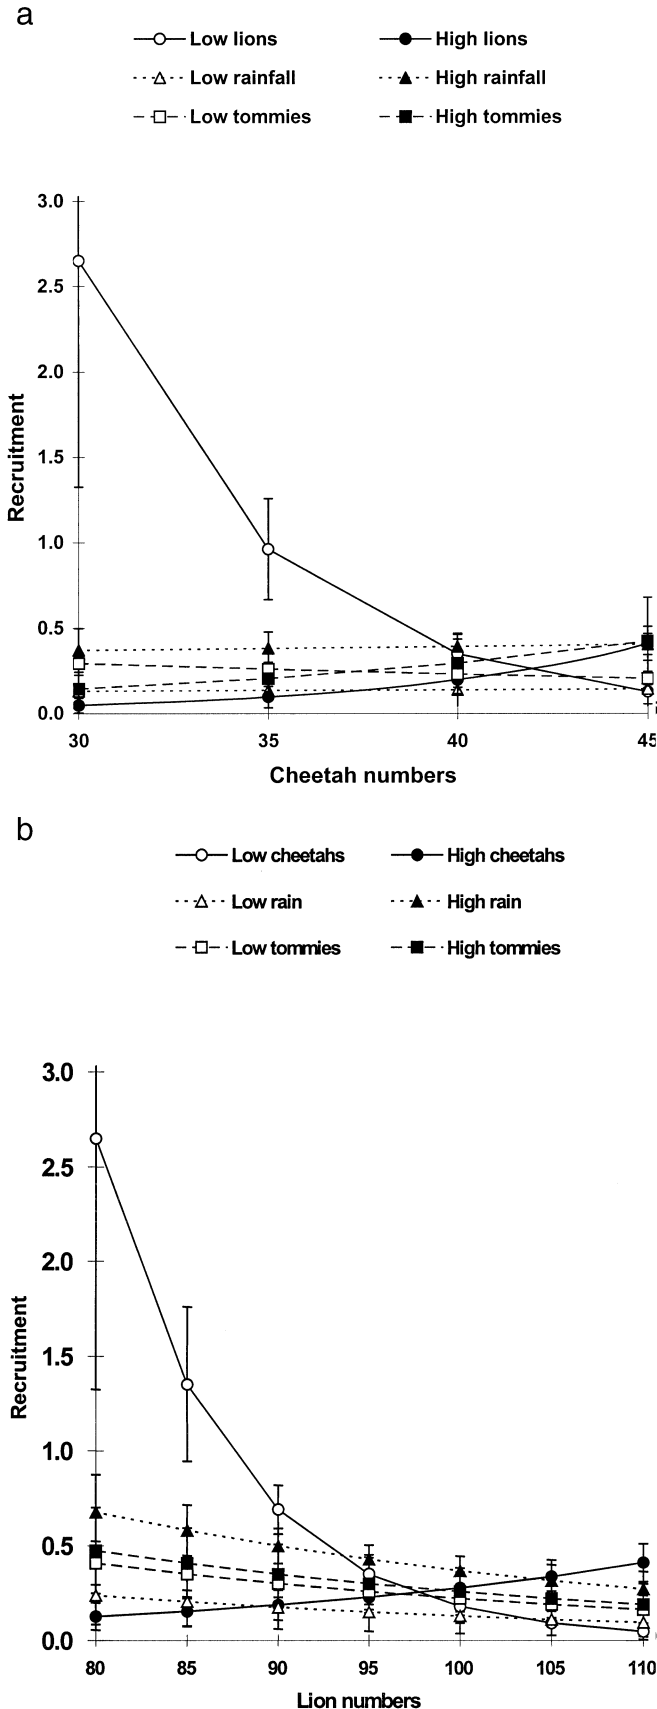 a
Low lions High lions
Low rainfall High rainfall
Low tommies High tommies
3.0
2.5
2.0
1.5
1.0
0.5
0.0
Recruitment
30 35 40 45
Cheetah numbers
b
Low cheetahs High cheetahs
Low rain High rain
Low tommies High tommies
3.0
2.5
2.0
1.5
1.0
0.5
0.0
Recruitment
80 85 90 95 100 105 110
Lion numbers